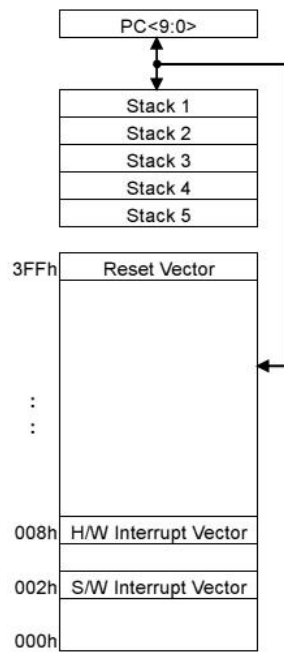 PC<9:0>
Stack 1
Stack 2
Stack 3
Stack 4
Stack 5
3FFh Reset Vector
:
:
008h H/W Interrupt Vector
002h S/W Interrupt Vector
000h